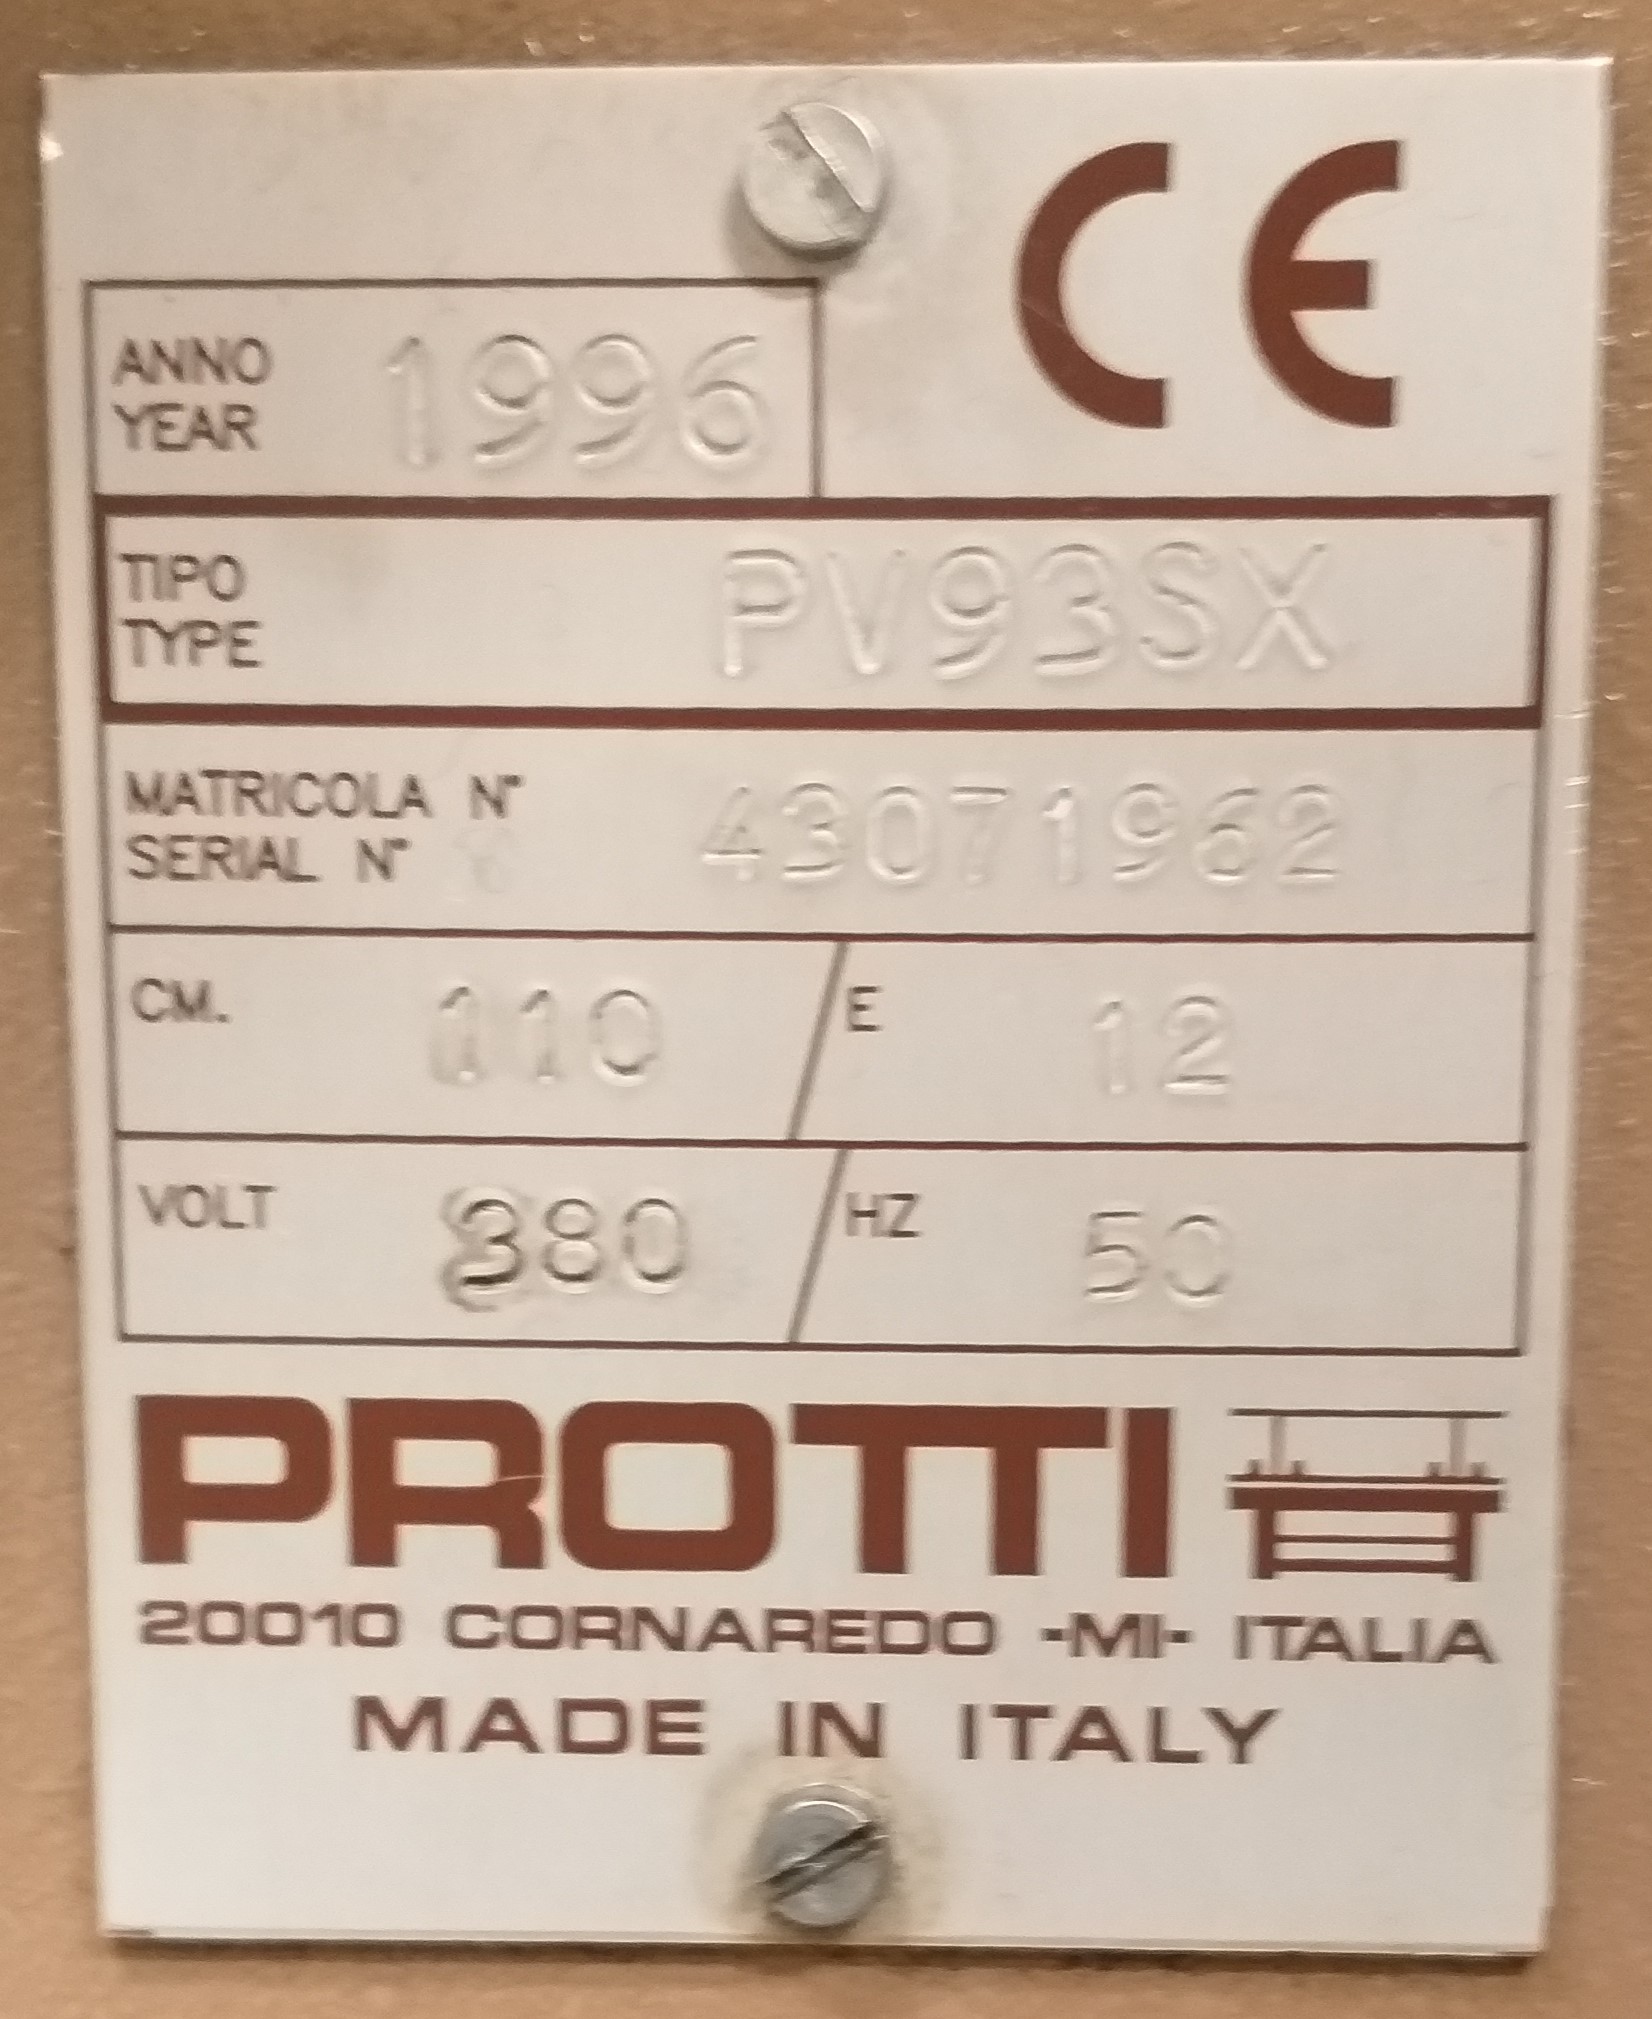 CE
ANNO 1996
YEAR
TIPO PV93SX
TYPE
MATRICOLA N° 43071962
SERIAL N°
CM. 110 / E 12
VOLT 380 / HZ 50
PROTTI
20010 CORNAREDO -MI- ITALIA
MADE IN ITALY